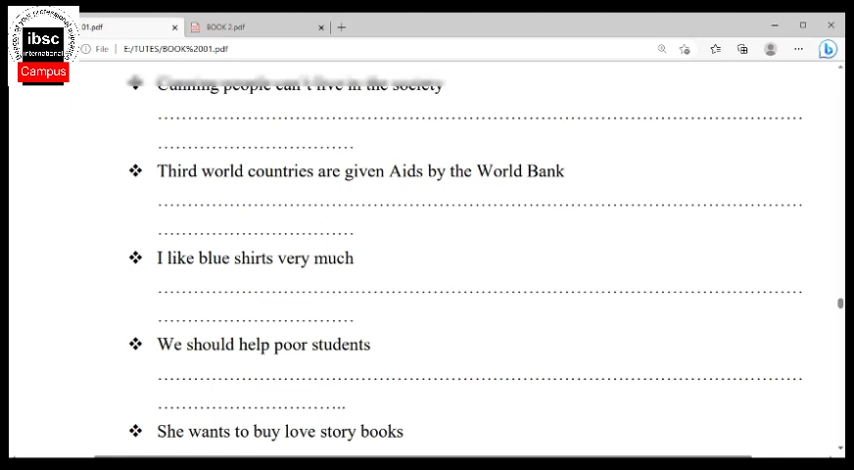 01.pdf
BOOK 2.pdf
ibsc
international
Campus
File E:/TUTES/BOOK%2001.pdf
❖ Cunning people can't live in the society
................................................................
................................
❖ Third world countries are given Aids by the World Bank
................................................................
................................
❖ I like blue shirts very much
................................................................
................................
❖ We should help poor students
................................................................
................................
❖ She wants to buy love story books